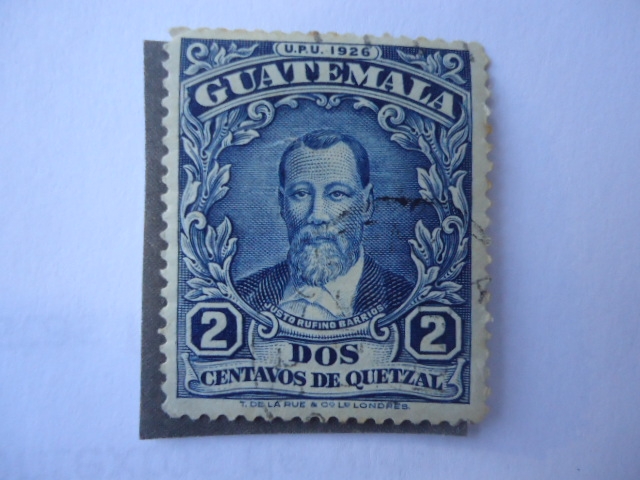 U.P.U. 1926
GUATEMALA
JUSTO RUFINO BARRIOS
2 DOS 2
CENTAVOS DE QUETZAL
T. DE LA RUE & Cº Lº LONDRES.